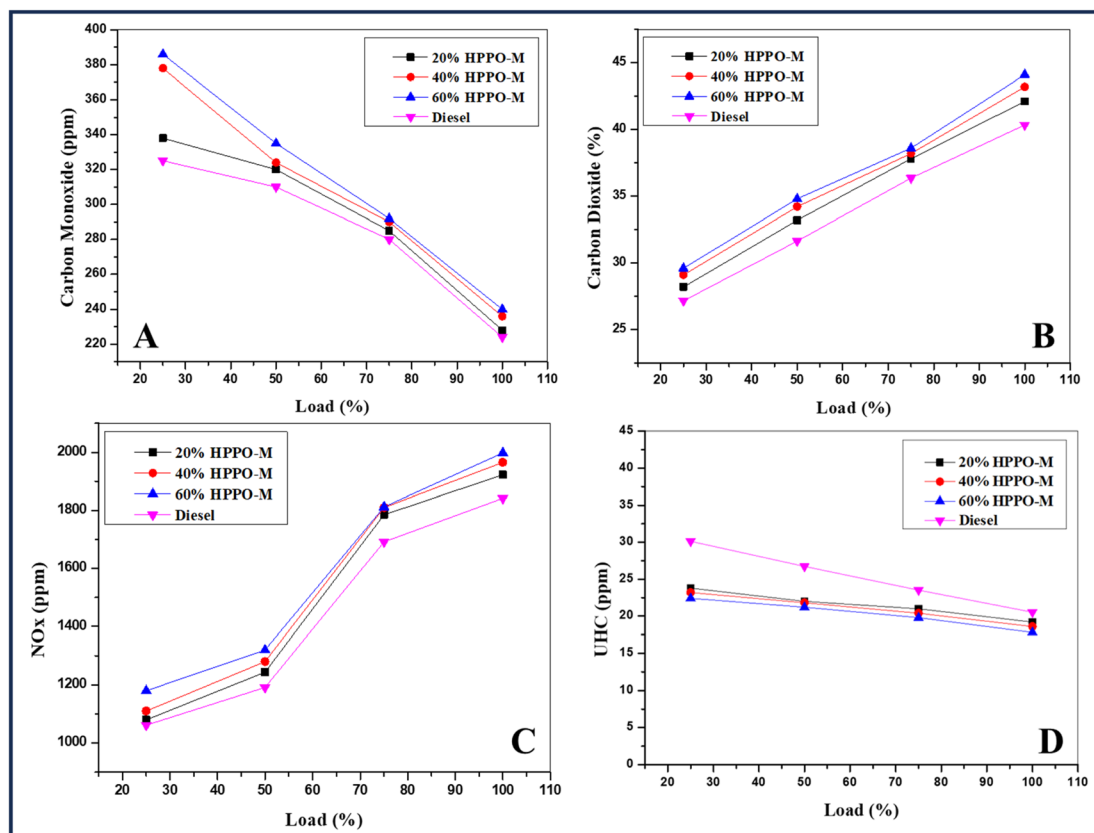 400
380
360
340
320
300
280
260
240
220
20 30 40 50 60 70 80 90 100 110
Carbon Monoxide (ppm)
Load (%)
20% HPPO-M
40% HPPO-M
60% HPPO-M
Diesel
A
45
40
35
30
25
20 30 40 50 60 70 80 90 100 110
Carbon Dioxide (%)
Load (%)
20% HPPO-M
40% HPPO-M
60% HPPO-M
Diesel
B
2000
1800
1600
1400
1200
1000
20 30 40 50 60 70 80 90 100 110
NOx (ppm)
Load (%)
20% HPPO-M
40% HPPO-M
60% HPPO-M
Diesel
C
45
40
35
30
25
20
15
10
5
0
20 30 40 50 60 70 80 90 100 110
UHC (ppm)
Load (%)
20% HPPO-M
40% HPPO-M
60% HPPO-M
Diesel
D